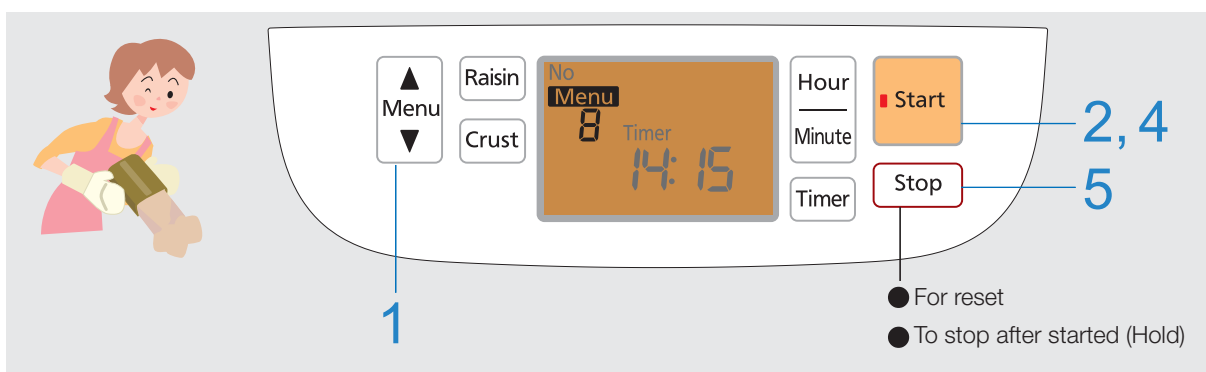 ▲
Menu
▼
Raisin
Crust
No
Menu
8
Timer
14:15
Hour
Minute
Timer
Start
Stop
2, 4
5
1
● For reset
● To stop after started (Hold)